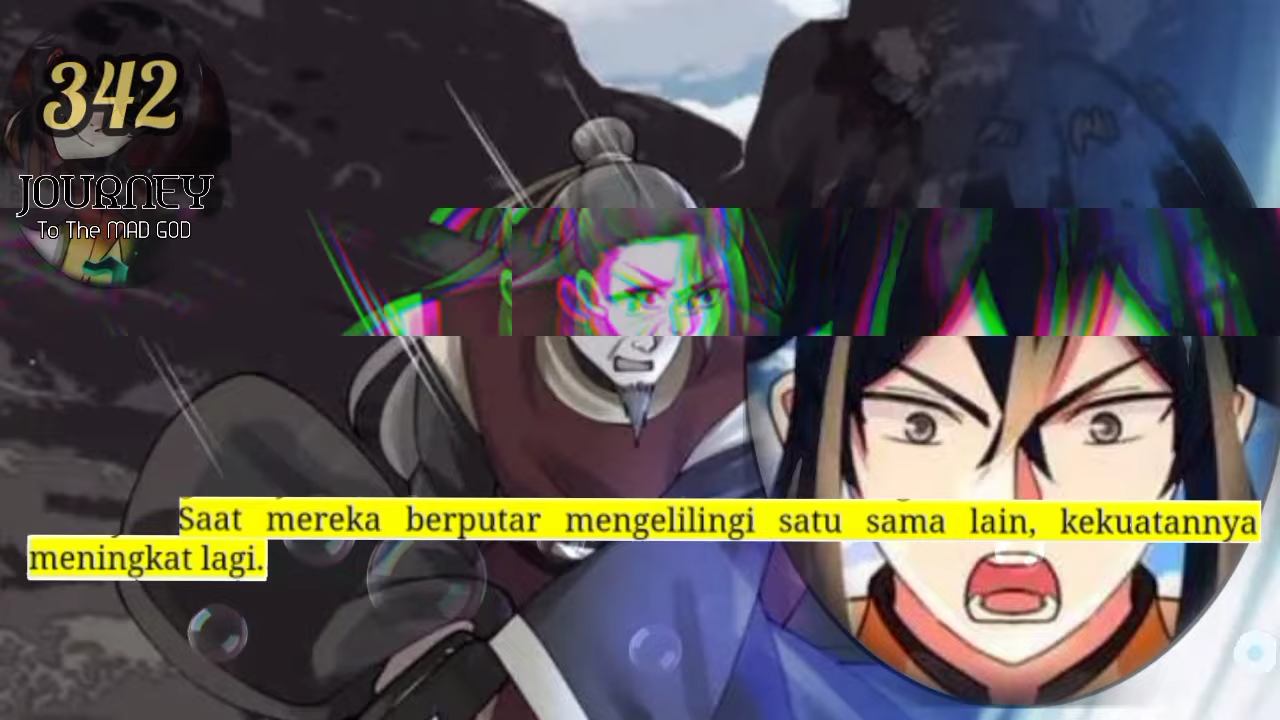 342
JOURNEY
To The MAD GOD
Saat mereka berputar mengelilingi satu sama lain, kekuatannya
meningkat lagi.